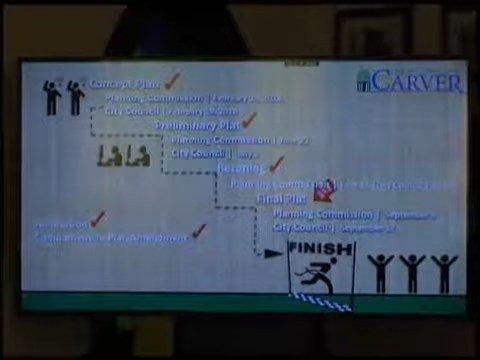 Concept Plan
CARVER
Planning Commission | February
City Council | February
Preliminary Plat
Planning Commission | June
City Council | July
Rezoning
Planning Commission |
Final Plat
Planning Commission | September
City Council | September
Annexation
Comprehensive Plan Amendment
FINISH